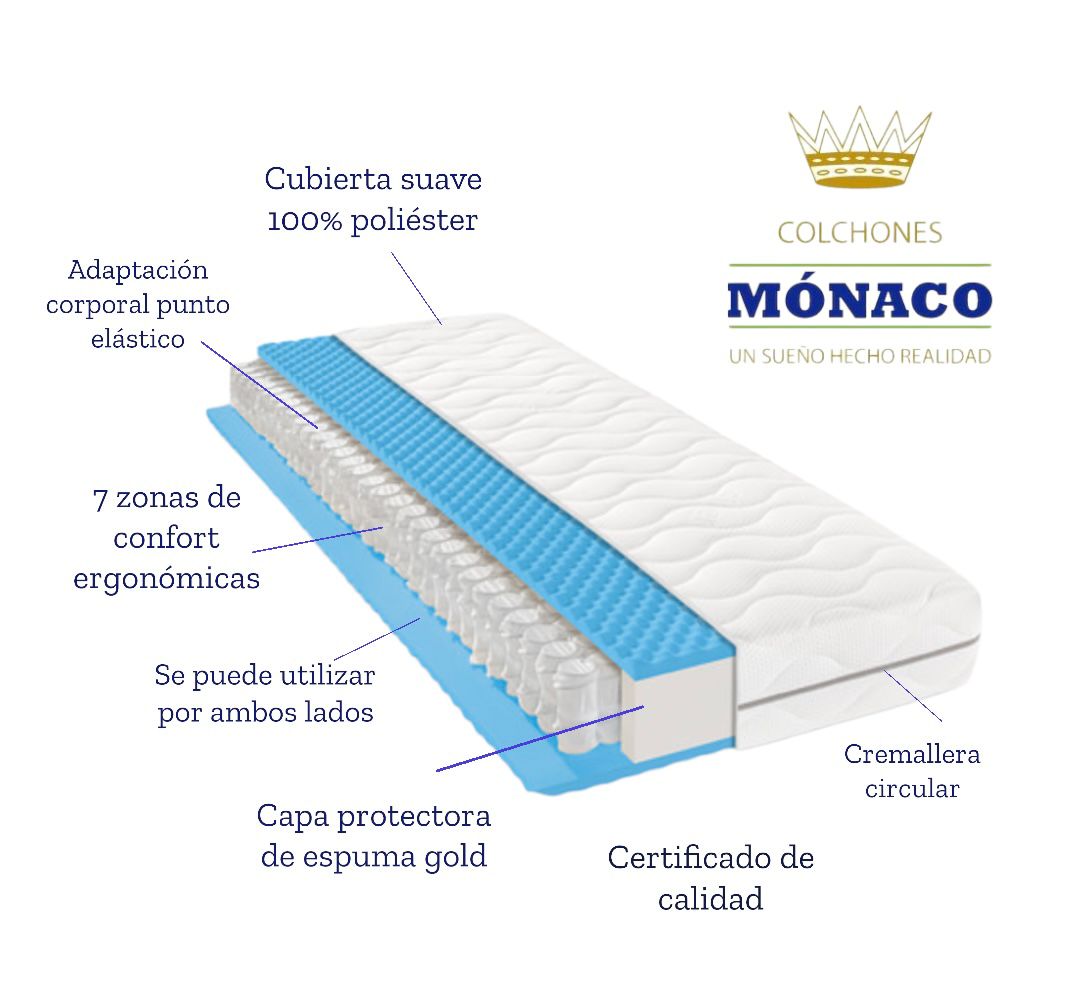 COLCHONES
MÓNACO
UN SUEÑO HECHO REALIDAD
Cubierta suave
100% poliéster
Adaptación
corporal punto
elástico
7 zonas de
confort
ergonómicas
Se puede utilizar
por ambos lados
Capa protectora
de espuma gold
Cremallera
circular
Certificado de
calidad